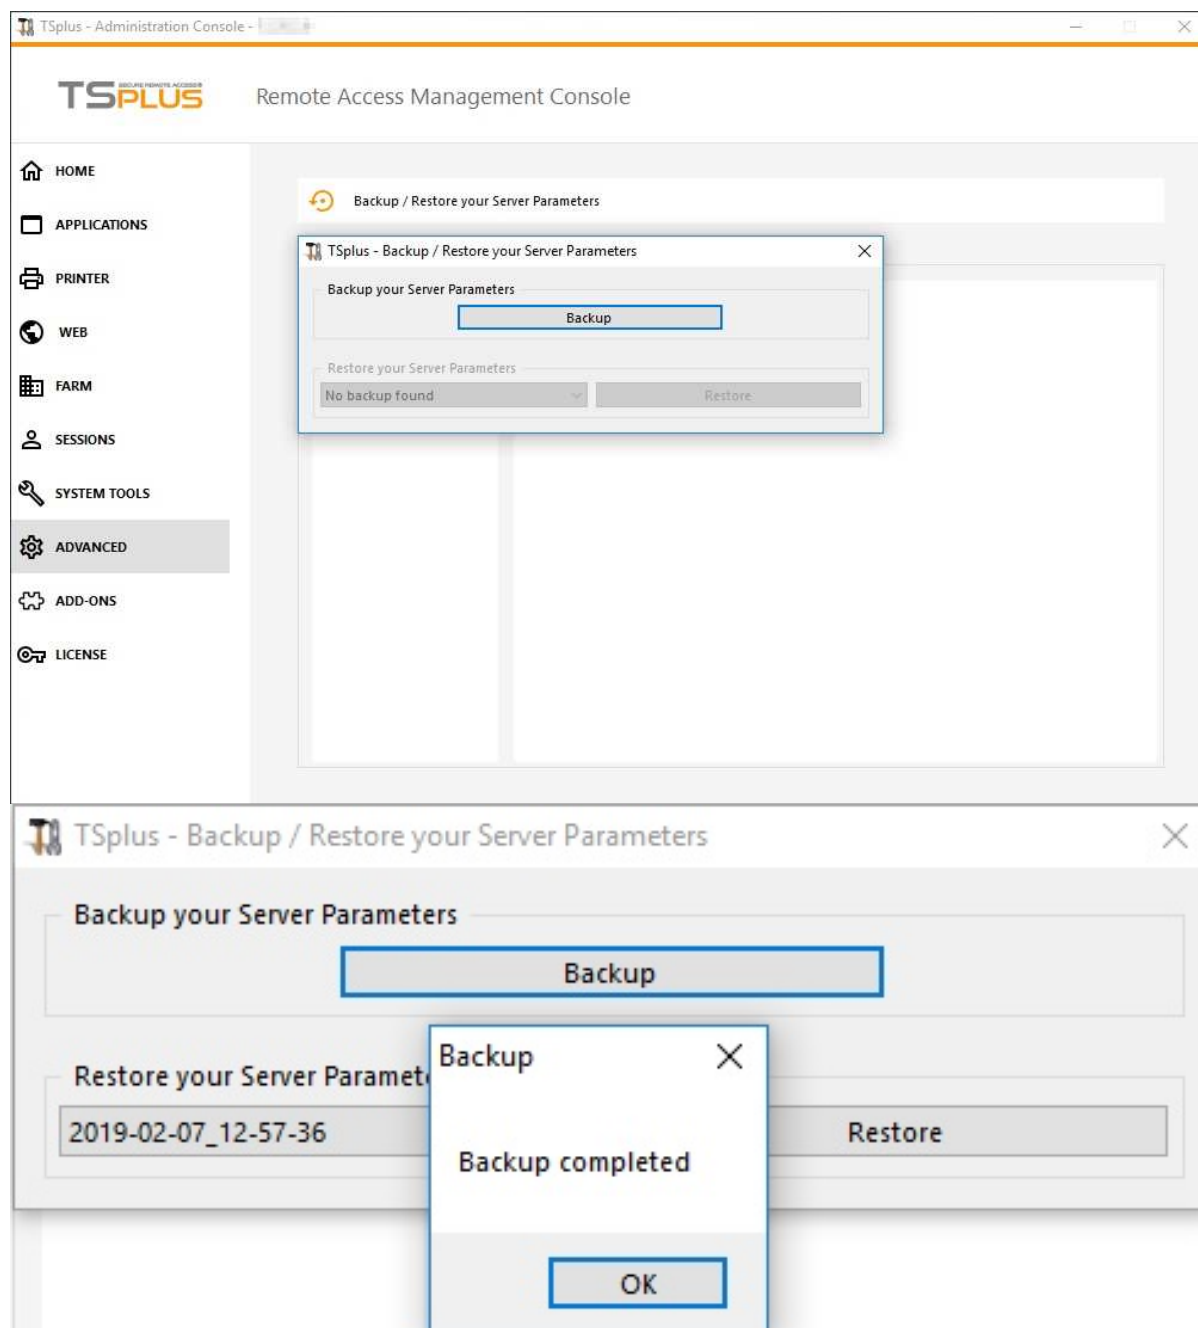 TSplus - Administration Console -
TSPLUS
SECURE REMOTE ACCESS
Remote Access Management Console
HOME
APPLICATIONS
PRINTER
WEB
FARM
SESSIONS
SYSTEM TOOLS
ADVANCED
ADD-ONS
LICENSE
Backup / Restore your Server Parameters
TSplus - Backup / Restore your Server Parameters
Backup your Server Parameters
Backup
Restore your Server Parameters
No backup found
Restore
TSplus - Backup / Restore your Server Parameters
Backup your Server Parameters
Backup
Restore your Server Paramet
2019-02-07_12-57-36
Restore
Backup
Backup completed
OK